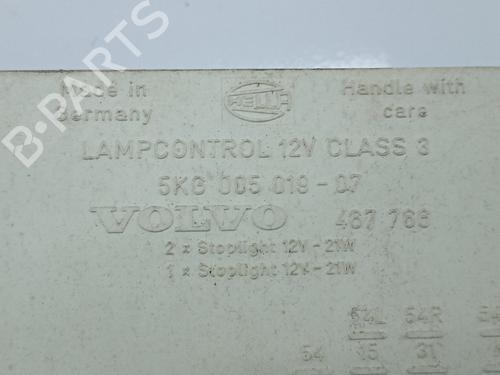 Made in
Germany
HELLA
Handle with
care
LAMPCONTROL 12V CLASS 3
5KG 005 019-07
VOLVO 467 766
2 x Stoplight 12V-21W
1 x Stoplight 12V-21W
54L 54R 54
54 15 31
B-PARTS